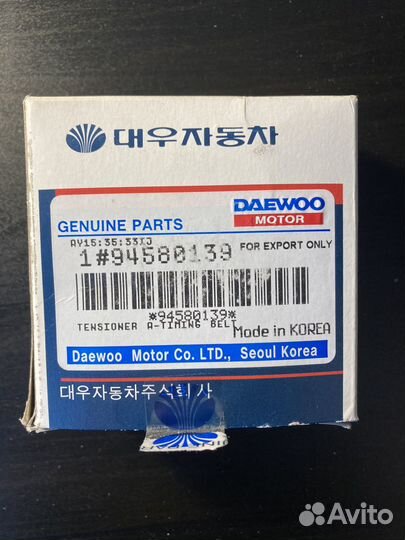 대우자동차
DAEWOO
MOTOR
GENUINE PARTS
AY15:35:33IJ
1#94580139
FOR EXPORT ONLY
*94580139*
TENSIONER A-TIMING BELT
Made in KOREA
Daewoo Motor Co. LTD., Seoul Korea
대우자동차주식회사
Avito